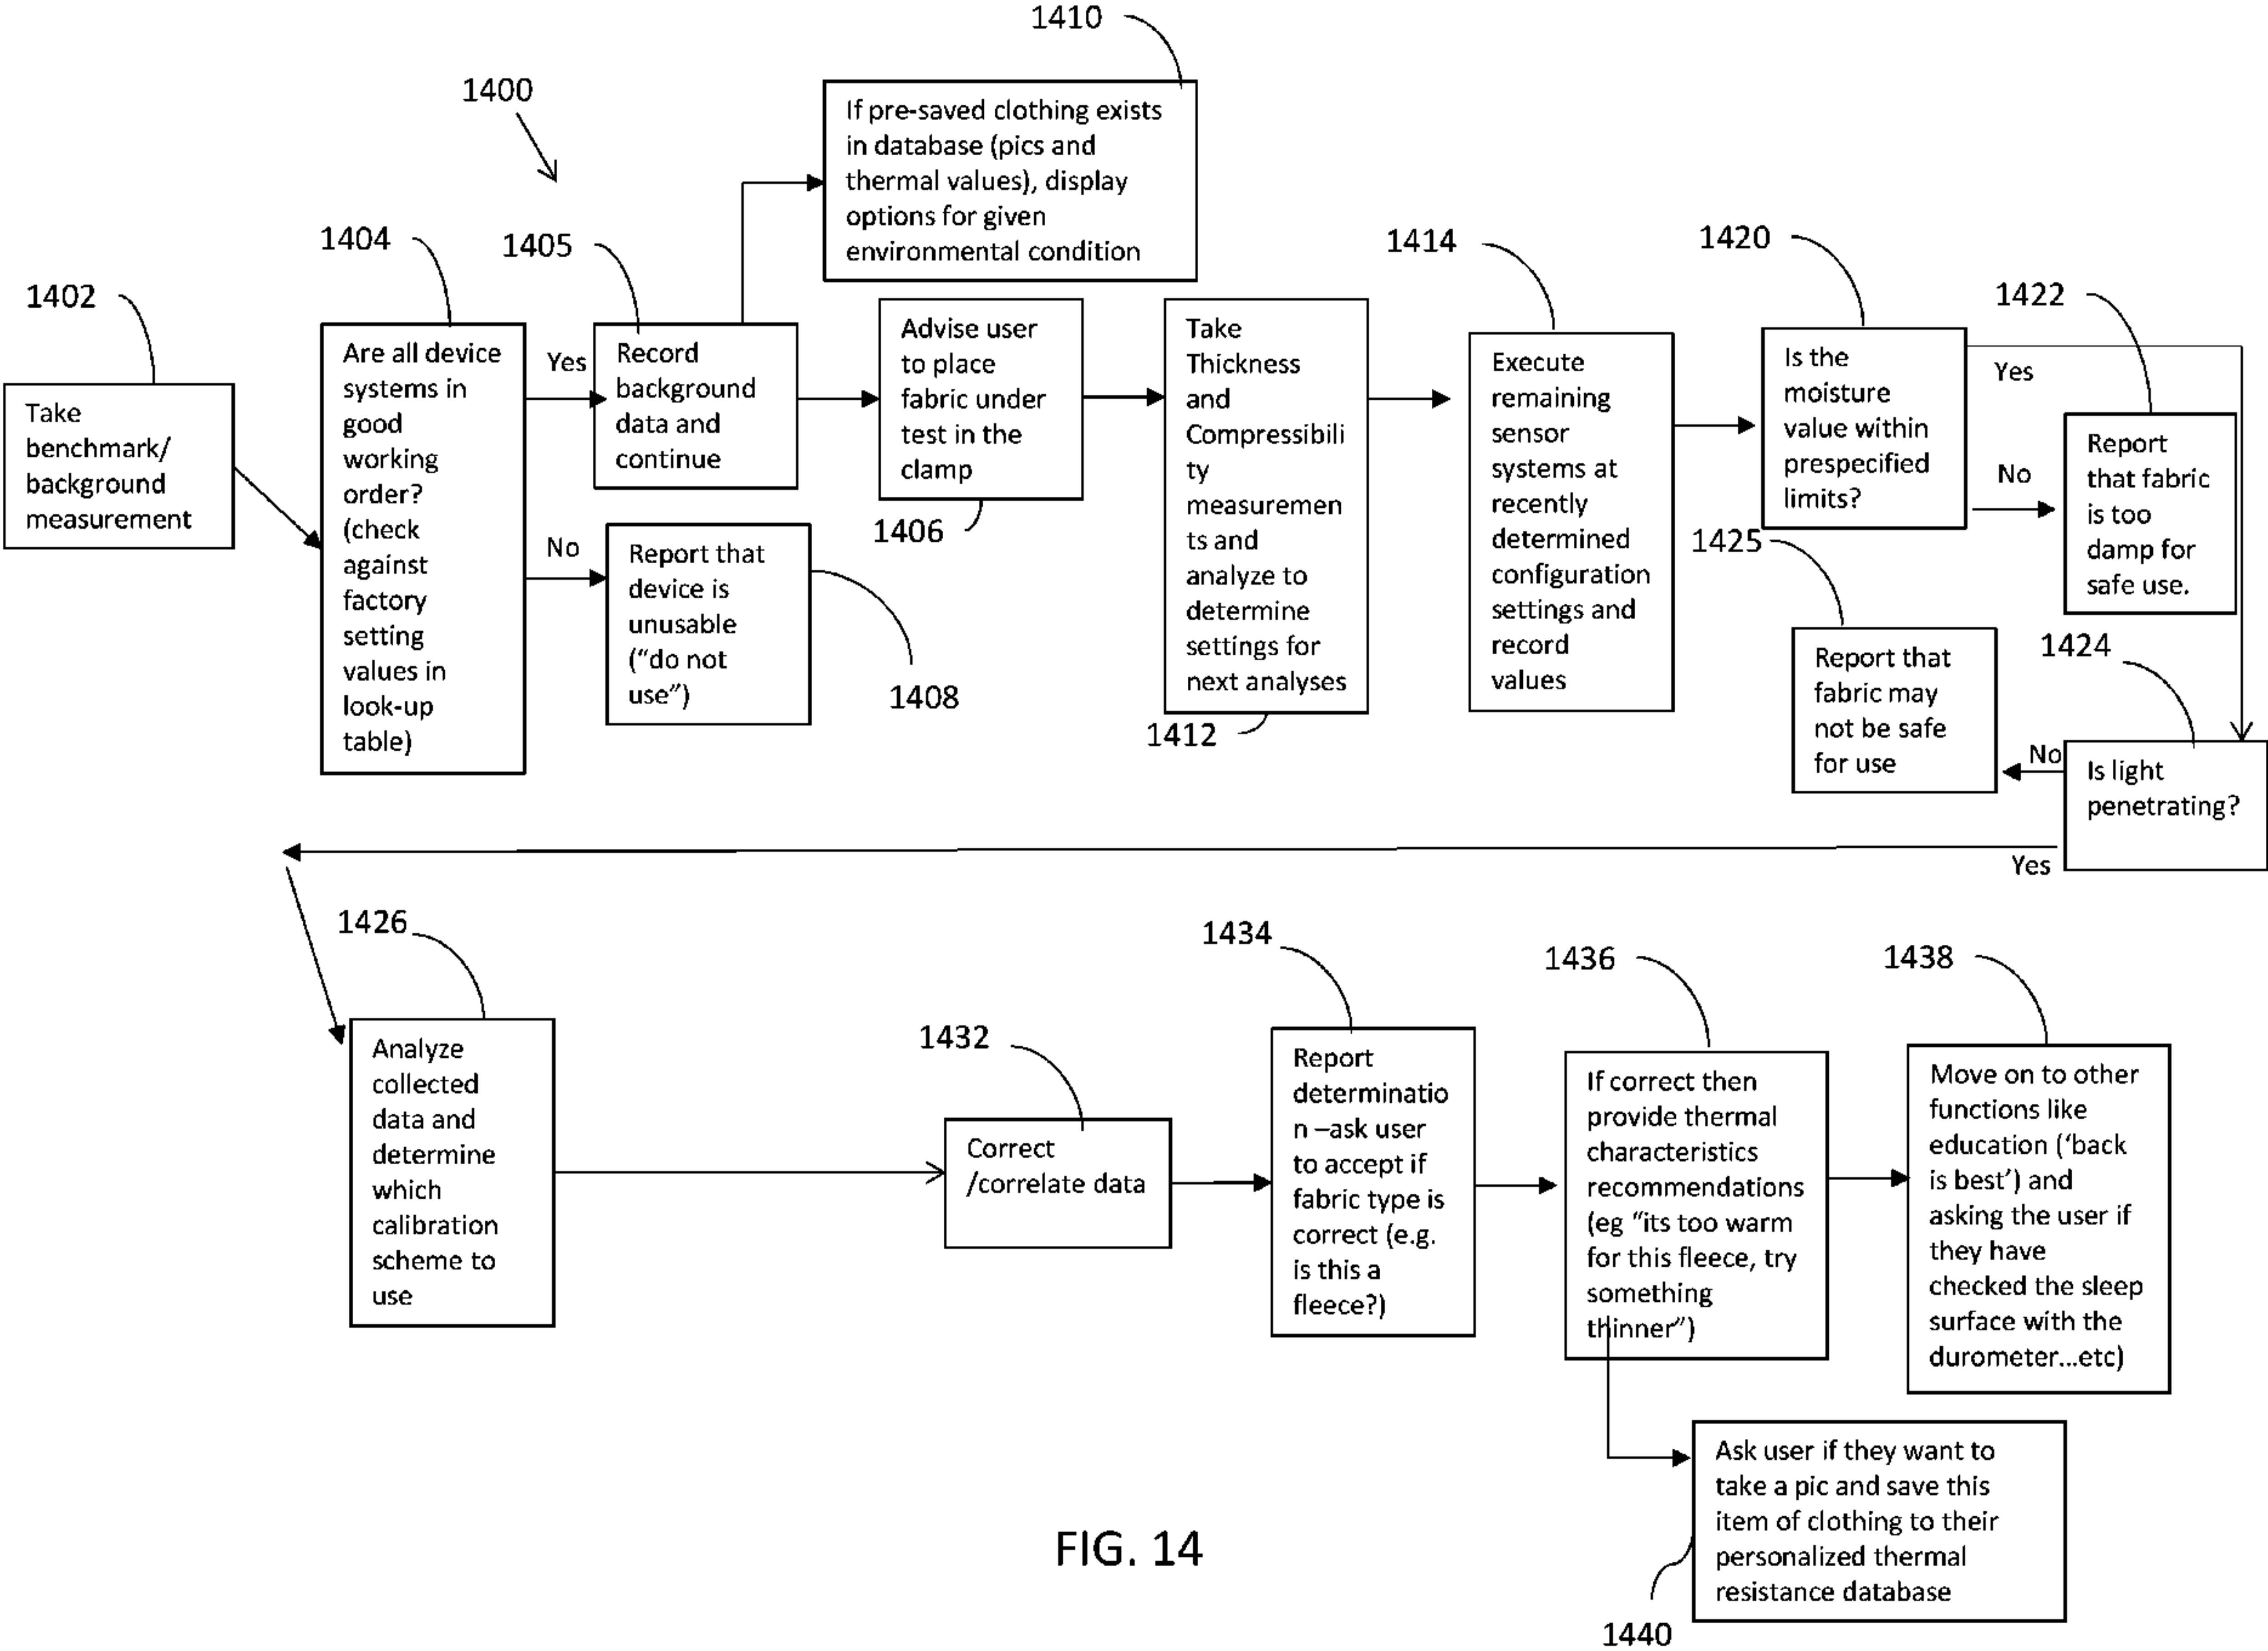 1410
1400
If pre-saved clothing exists
in database (pics and
thermal values), display
options for given
environmental condition
1402
Take
benchmark/
background
measurement
1404
Are all device
systems in
good
working
order?
(check
against
factory
setting
values in
look-up
table)
Yes
No
1405
Record
background
data and
continue
Report that
device is
unusable
(“do not
use”)
1408
Advise user
to place
fabric under
test in the
clamp
1406
Take
Thickness
and
Compressibili
ty
measuremen
ts and
analyze to
determine
settings for
next analyses
1412
1414
Execute
remaining
sensor
systems at
recently
determined
configuration
settings and
record
values
1420
Is the
moisture
value within
prespecified
limits?
Yes
No
1422
Report
that fabric
is too
damp for
safe use.
1425
Report that
fabric may
not be safe
for use
1424
No
Is light
penetrating?
Yes
1426
Analyze
collected
data and
determine
which
calibration
scheme to
use
1432
Correct
/correlate data
1434
Report
determinatio
n –ask user
to accept if
fabric type is
correct (e.g.
is this a
fleece?)
1436
If correct then
provide thermal
characteristics
recommendations
(eg “its too warm
for this fleece, try
something
thinner”)
1438
Move on to other
functions like
education (‘back
is best’) and
asking the user if
they have
checked the sleep
surface with the
durometer...etc)
Ask user if they want to
take a pic and save this
item of clothing to their
personalized thermal
resistance database
1440
FIG. 14